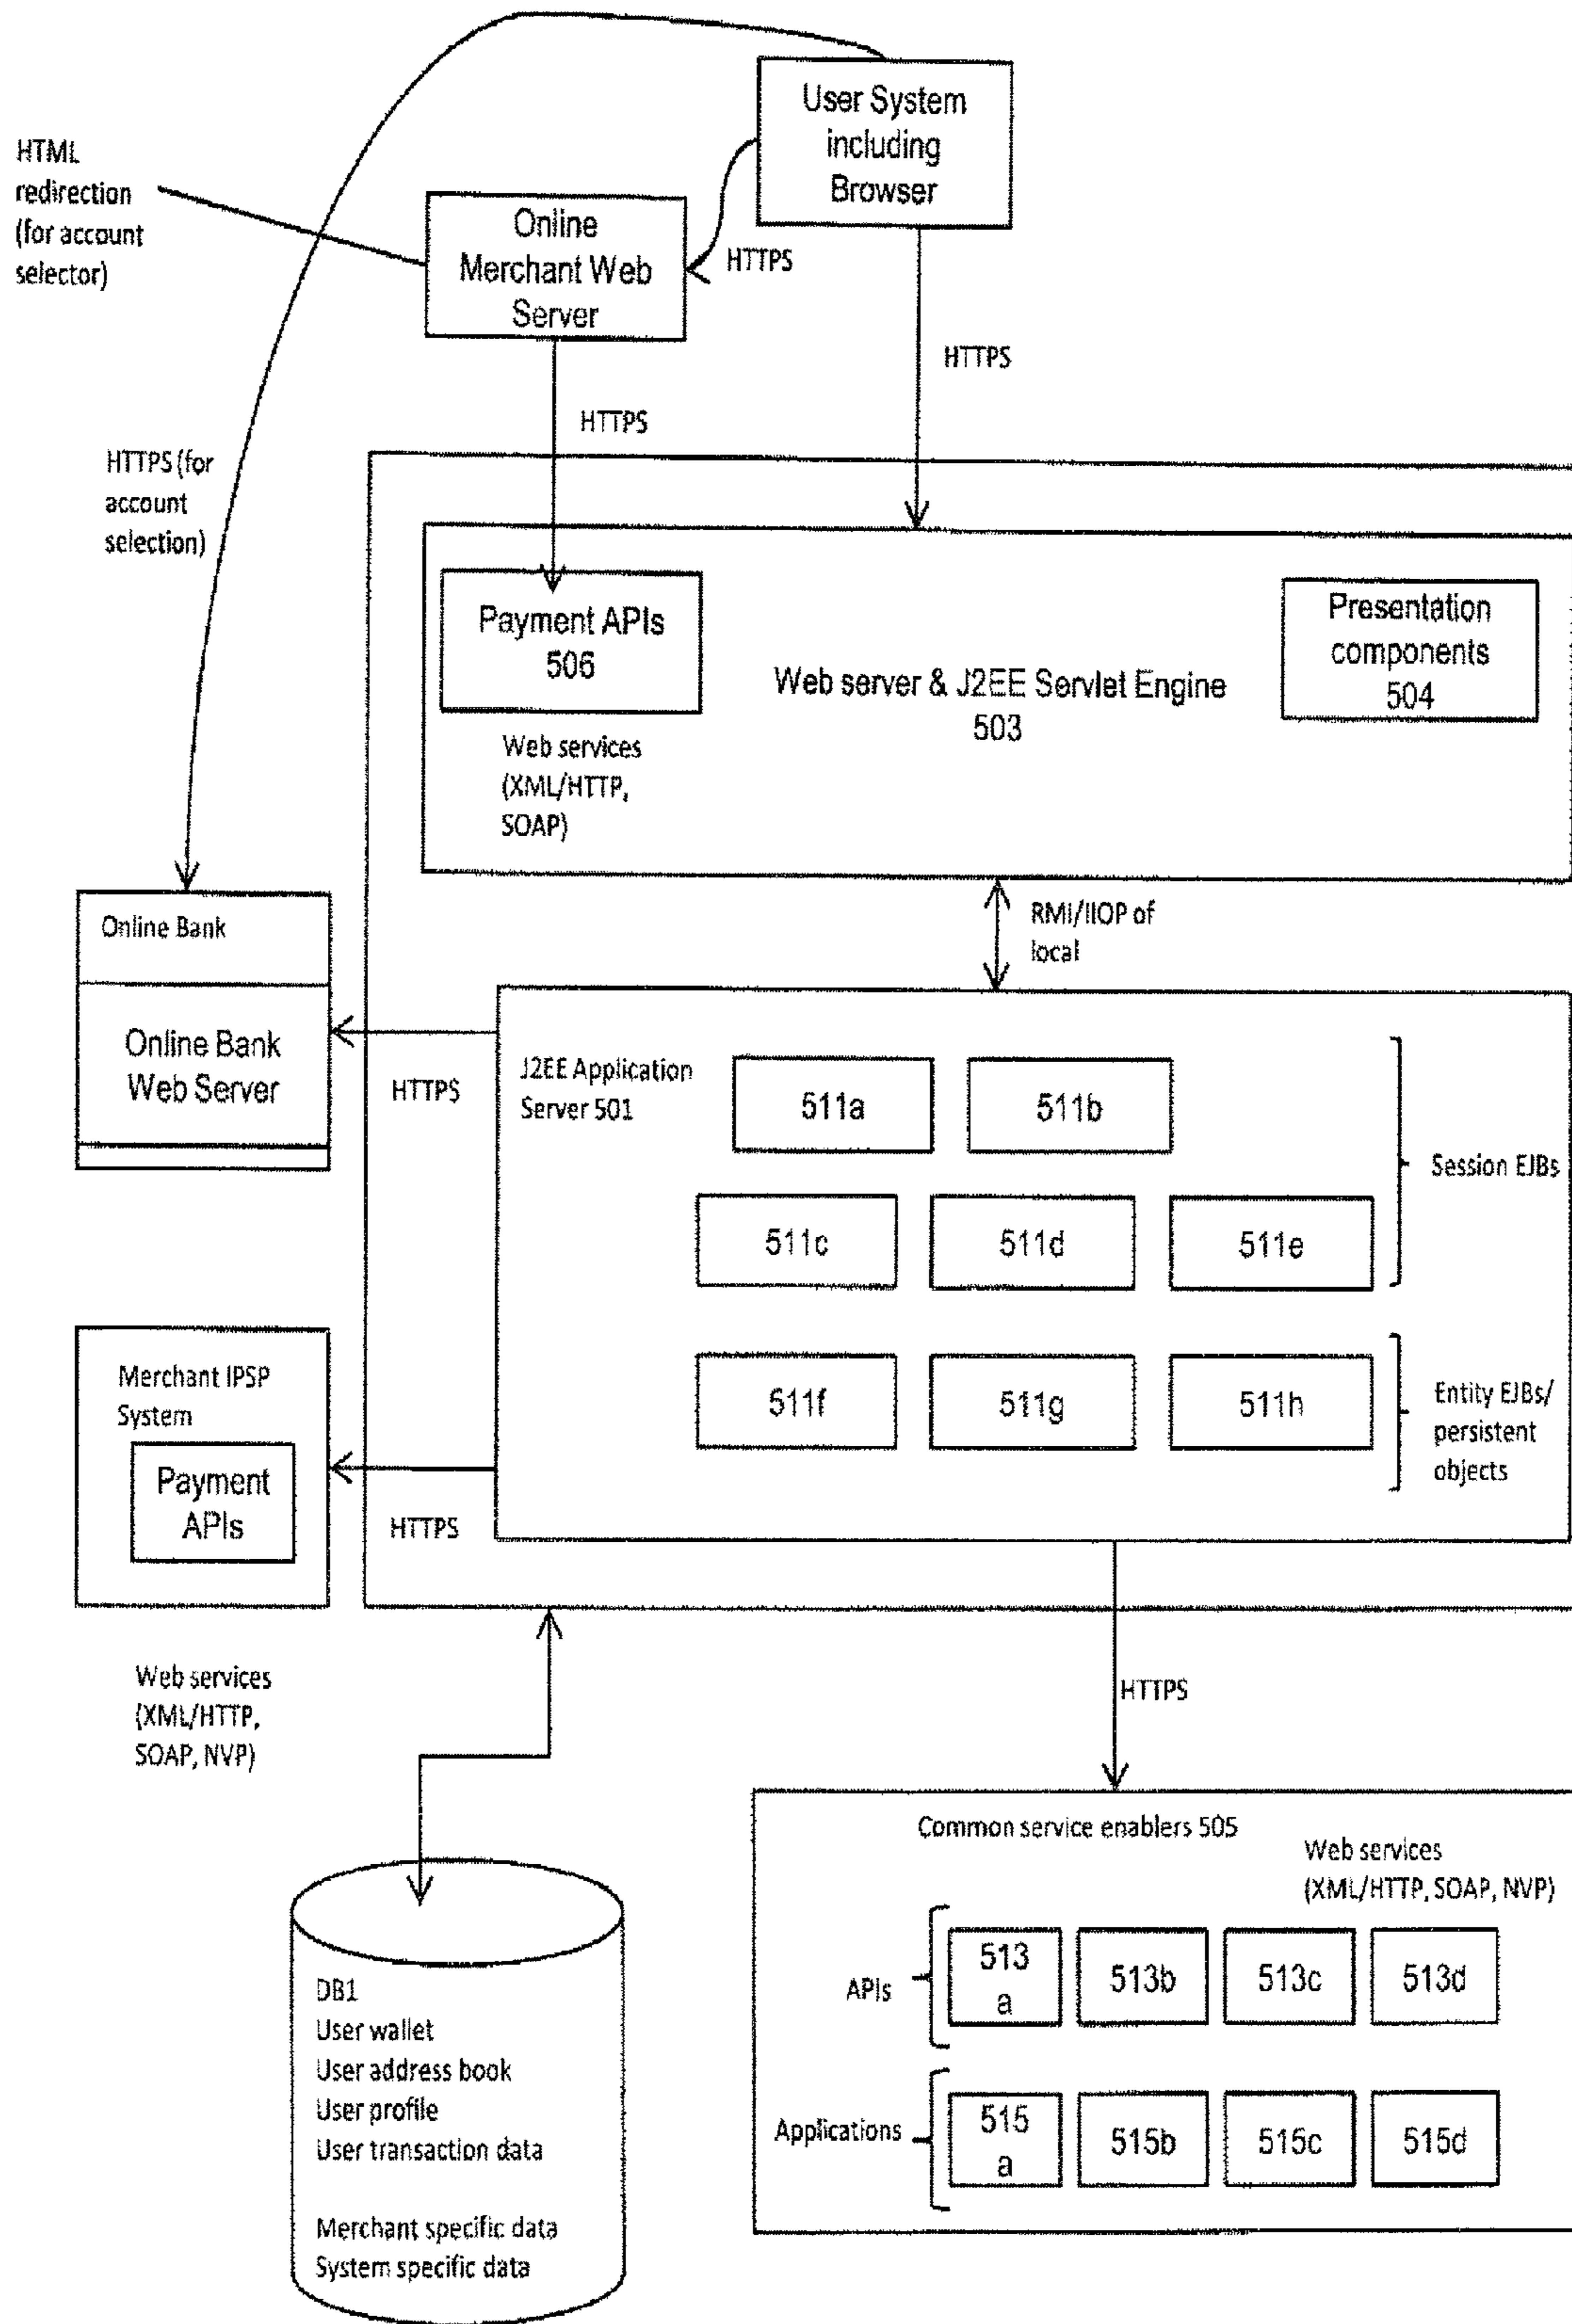 User System
including
Browser
HTML
redirection
(for account
selector)
Online
Merchant Web
Server
HTTPS
HTTPS
HTTPS
HTTPS (for
account
selection)
Payment APIs
506
Web server & J2EE Servlet Engine
503
Presentation
components
504
Web services
(XML/HTTP,
SOAP)
Online Bank
RMI/IIOP of
local
Online Bank
Web Server
HTTPS
J2EE Application
Server 501
511a
511b
Session EJBs
511c
511d
511e
Merchant IPSP
System
Payment
APIs
HTTPS
511f
511g
511h
Entity EJBs/
persistent
objects
Web services
(XML/HTTP,
SOAP, NVP)
HTTPS
Common service enablers 505
Web services
(XML/HTTP, SOAP, NVP)
APIs
513
a
513b
513c
513d
Applications
515
a
515b
515c
515d
DB1
User wallet
User address book
User profile
User transaction data
Merchant specific data
System specific data